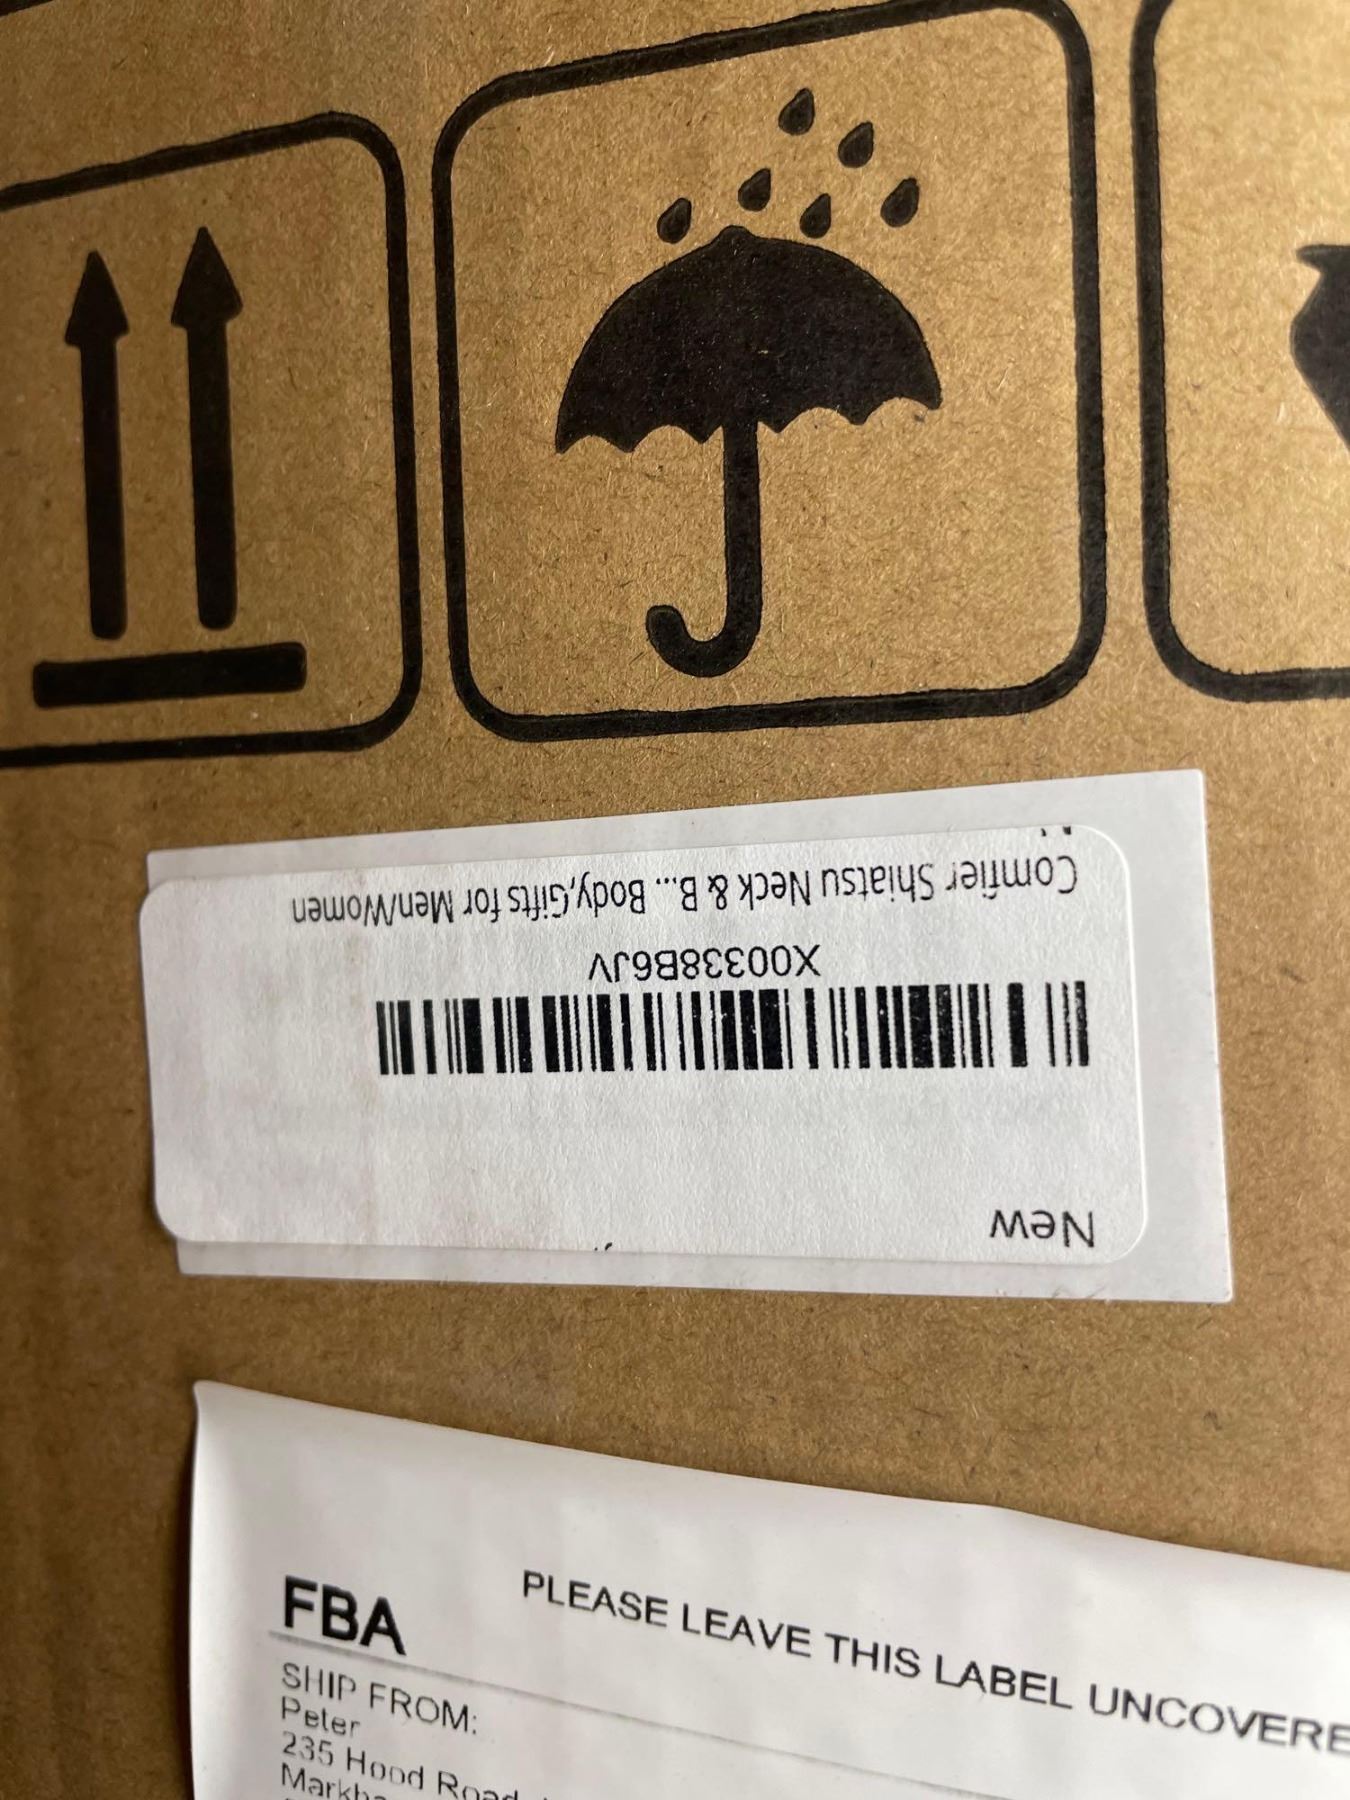 Comfier Shiatsu Neck & B... Body,Gifts for Men/Women
X00338B6JV
New
FBA
PLEASE LEAVE THIS LABEL UNCOVERE
SHIP FROM:
Peter
235 Hood Road